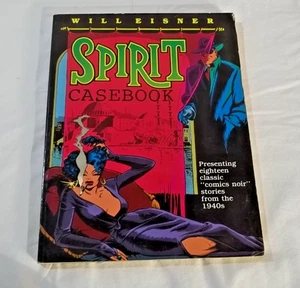 WILL EISNER
SPIRIT
CASEBOOK
Presenting
eighteen
classic
"comics noir"
stories
from the
1940s